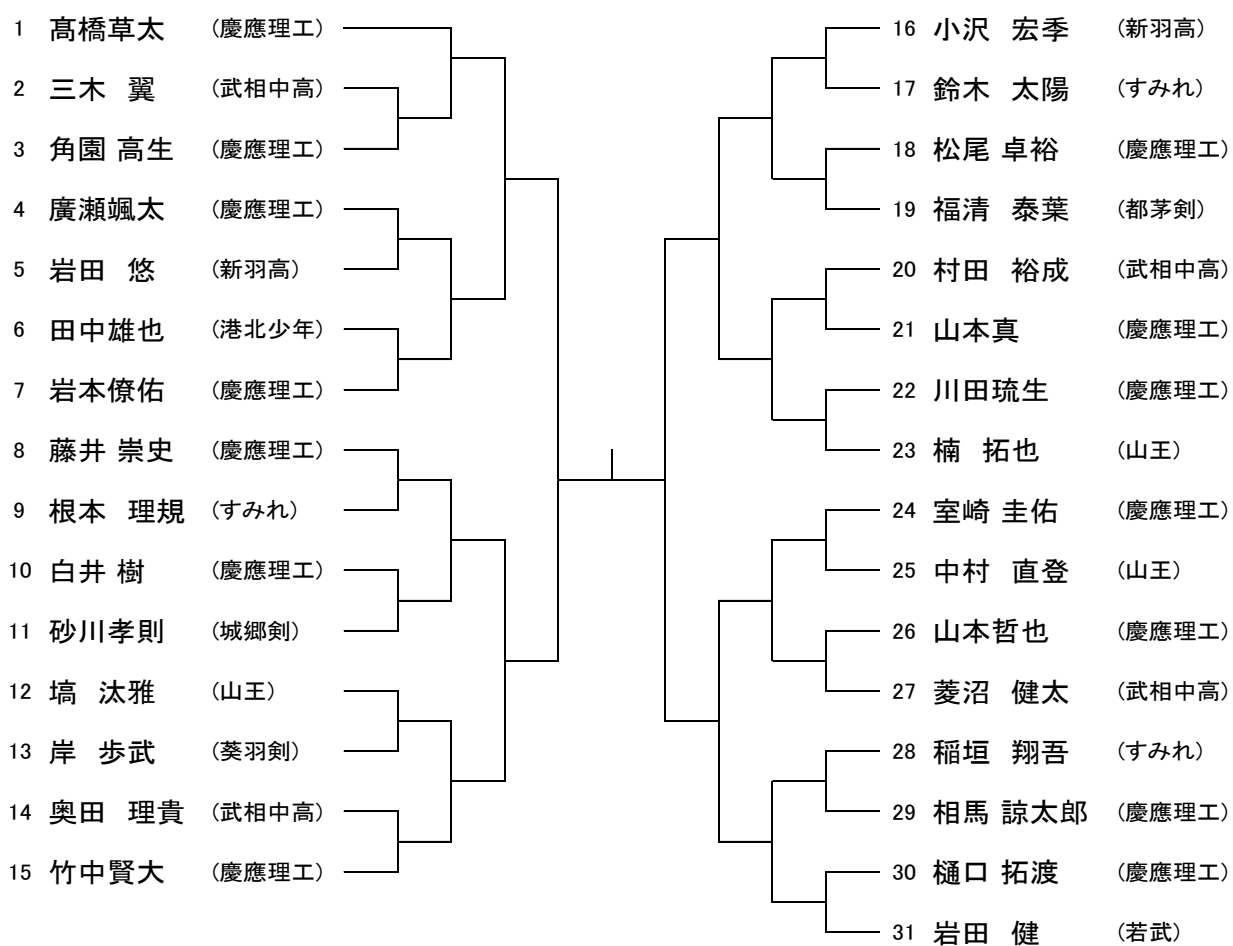 1 髙橋草太 (慶應理工)
2 三木 翼 (武相中高)
3 角園 高生 (慶應理工)
4 廣瀬颯太 (慶應理工)
5 岩田 悠 (新羽高)
6 田中雄也 (港北少年)
7 岩本僚佑 (慶應理工)
8 藤井 崇史 (慶應理工)
9 根本 理規 (すみれ)
10 白井 樹 (慶應理工)
11 砂川孝則 (城郷剣)
12 塙 汰雅 (山王)
13 岸 歩武 (葵羽剣)
14 奥田 理貴 (武相中高)
15 竹中賢大 (慶應理工)
16 小沢 宏季 (新羽高)
17 鈴木 太陽 (すみれ)
18 松尾 卓裕 (慶應理工)
19 福清 泰葉 (都茅剣)
20 村田 裕成 (武相中高)
21 山本真 (慶應理工)
22 川田琉生 (慶應理工)
23 楠 拓也 (山王)
24 室崎 圭佑 (慶應理工)
25 中村 直登 (山王)
26 山本哲也 (慶應理工)
27 菱沼 健太 (武相中高)
28 稲垣 翔吾 (すみれ)
29 相馬 諒太郎 (慶應理工)
30 樋口 拓渡 (慶應理工)
31 岩田 健 (若武)